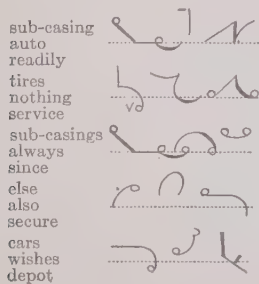 sub-casing
auto
readily
tires
nothing
service
sub-casings
always
since
else
also
secure
cars
wishes
depot